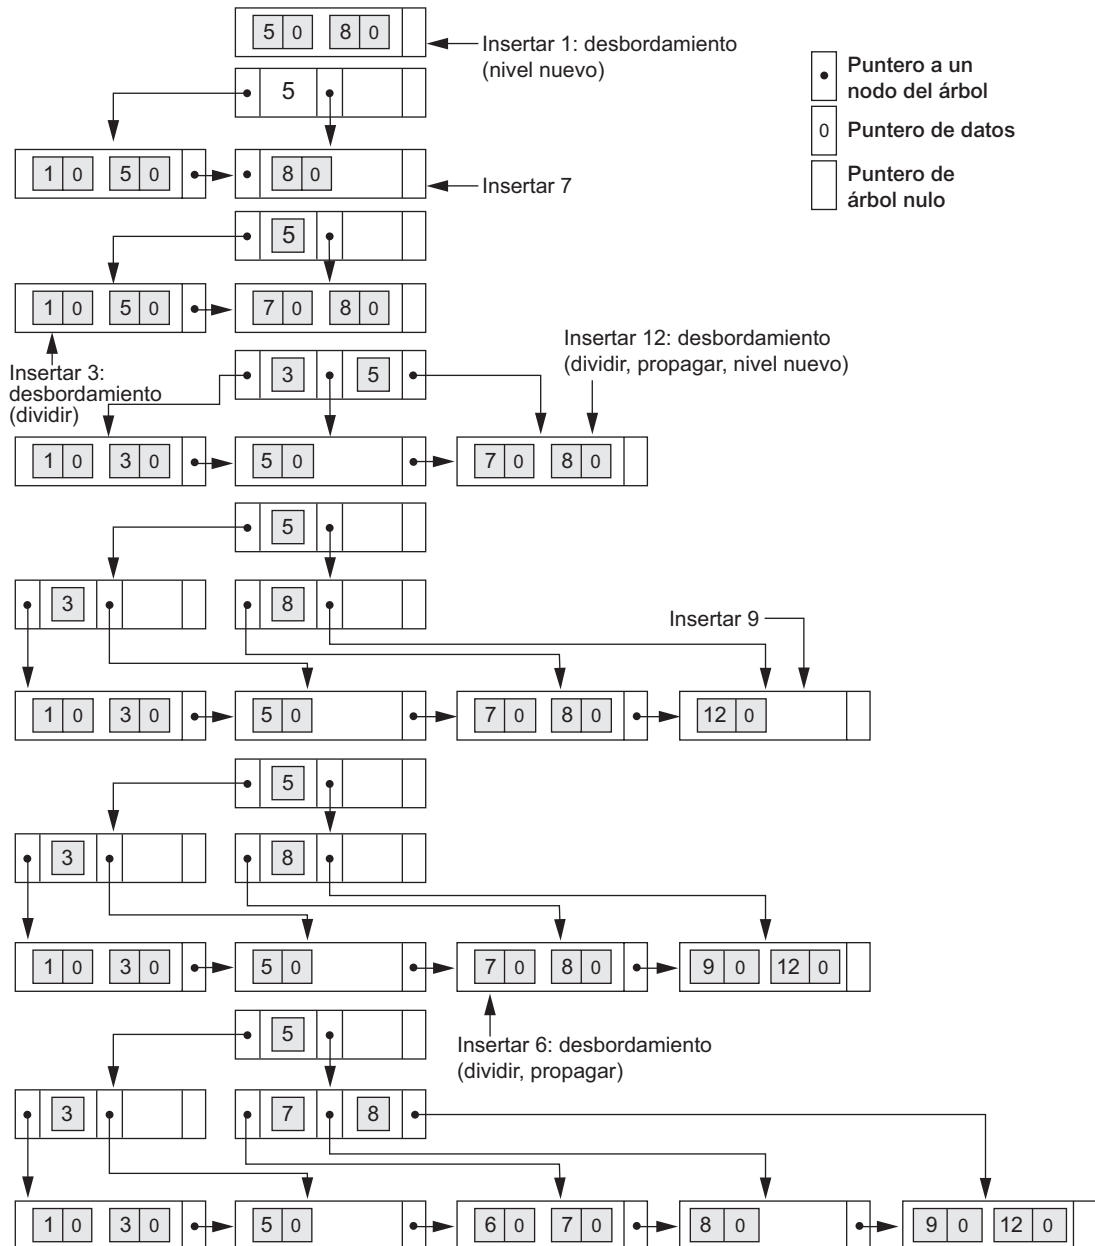 5 0 8 0
Insertar 1: desbordamiento
(nivel nuevo)
Puntero a un
nodo del árbol
0 Puntero de datos
Puntero de
árbol nulo
5
1 0 5 0 8 0
Insertar 7
5
1 0 5 0 7 0 8 0
Insertar 3:
desbordamiento
(dividir)
Insertar 12: desbordamiento
(dividir, propagar, nivel nuevo)
3 5
1 0 3 0 5 0 7 0 8 0
5
3 8
Insertar 9
1 0 3 0 5 0 7 0 8 0 12 0
5
3 8
1 0 3 0 5 0 7 0 8 0 9 0 12 0
Insertar 6: desbordamiento
(dividir, propagar)
5
3 7 8
1 0 3 0 5 0 6 0 7 0 8 0 9 0 12 0